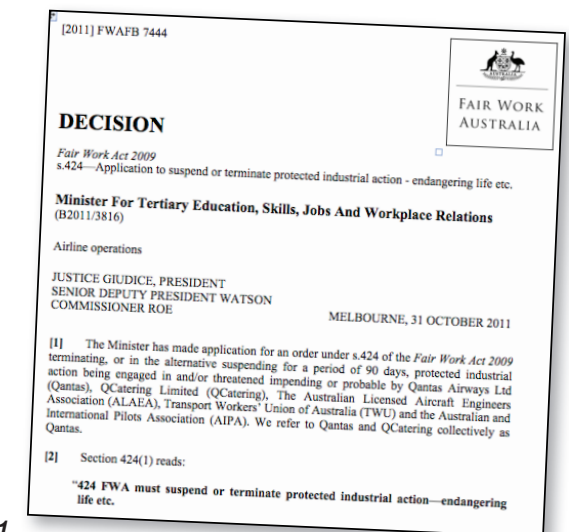 [2011] FWAFB 7444
AUSTRALIA
FAIR WORK
AUSTRALIA
DECISION
Fair Work Act 2009
s.424—Application to suspend or terminate protected industrial action - endangering life etc.
Minister For Tertiary Education, Skills, Jobs And Workplace Relations
(B2011/3816)
Airline operations
JUSTICE GIUDICE, PRESIDENT
SENIOR DEPUTY PRESIDENT WATSON
COMMISSIONER ROE
MELBOURNE, 31 OCTOBER 2011
[1] The Minister has made application for an order under s.424 of the Fair Work Act 2009
terminating, or in the alternative suspending for a period of 90 days, protected industrial
action being engaged in and/or threatened impending or probable by Qantas Airways Ltd
(Qantas), QCatering Limited (QCatering), The Australian Licensed Aircraft Engineers
Association (ALAEA), Transport Workers' Union of Australia (TWU) and the Australian and
International Pilots Association (AIPA). We refer to Qantas and QCatering collectively as
Qantas.
[2] Section 424(1) reads:
"424 FWA must suspend or terminate protected industrial action—endangering
life etc.
1